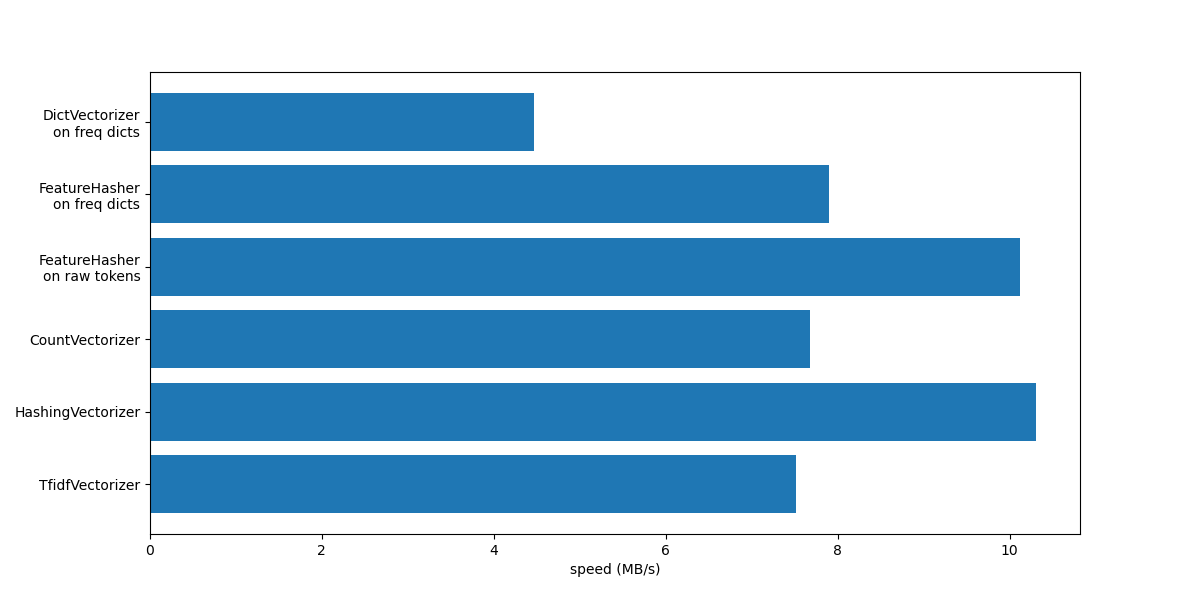 DictVectorizer
on freq dicts
FeatureHasher
on freq dicts
FeatureHasher
on raw tokens
CountVectorizer
HashingVectorizer
TfidfVectorizer
0 2 4 6 8 10
speed (MB/s)